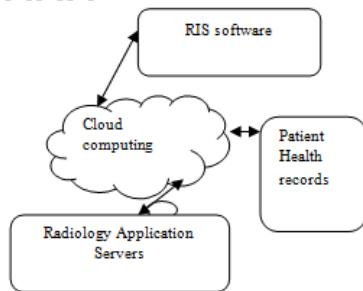 RIS software
Cloud
computing
Patient
Health
records
Radiology Application
Servers